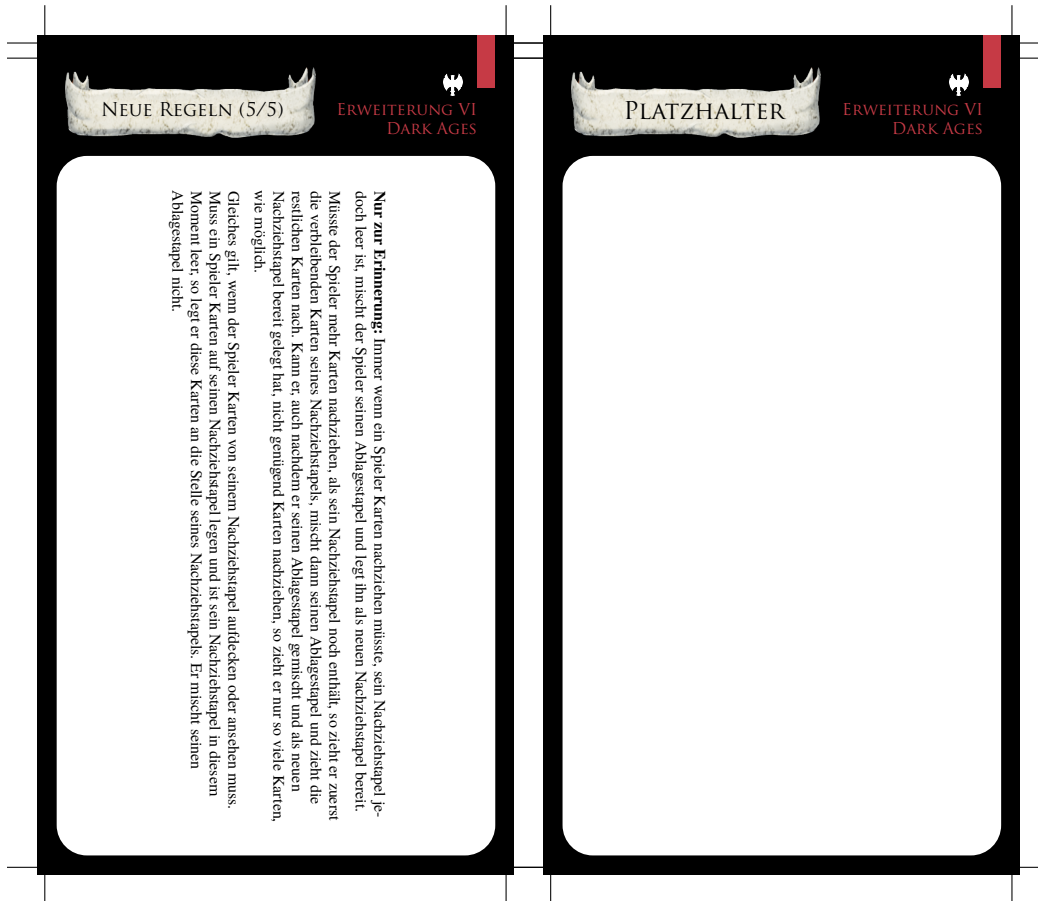 Neue Regeln (5/5)
Erweiterung VI
Dark Ages
Nur zur Erinnerung: Immer wenn ein Spieler Karten nachziehen müsste, sein Nachziehstapel je-
doch leer ist, mischt der Spieler seinen Ablagestapel und legt ihn als neuen Nachziehstapel bereit.
Müsste der Spieler mehr Karten nachziehen, als sein Nachziehstapel noch enthält, so zieht er zuerst
die verbleibenden Karten seines Nachziehstapels, mischt dann seinen Ablagestapel und zieht die
restlichen Karten nach. Kann er, auch nachdem er seinen Ablagestapel gemischt und als neuen
Nachziehstapel bereit gelegt hat, nicht genügend Karten nachziehen, so zieht er nur so viele Karten,
wie möglich.
Gleiches gilt, wenn der Spieler Karten von seinem Nachziehstapel aufdecken oder ansehen muss.
Muss ein Spieler Karten auf seinen Nachziehstapel legen und ist sein Nachziehstapel in diesem
Moment leer, so legt er diese Karten an die Stelle seines Nachziehstapels. Er mischt seinen
Ablagestapel nicht.
Platzhalter
Erweiterung VI
Dark Ages